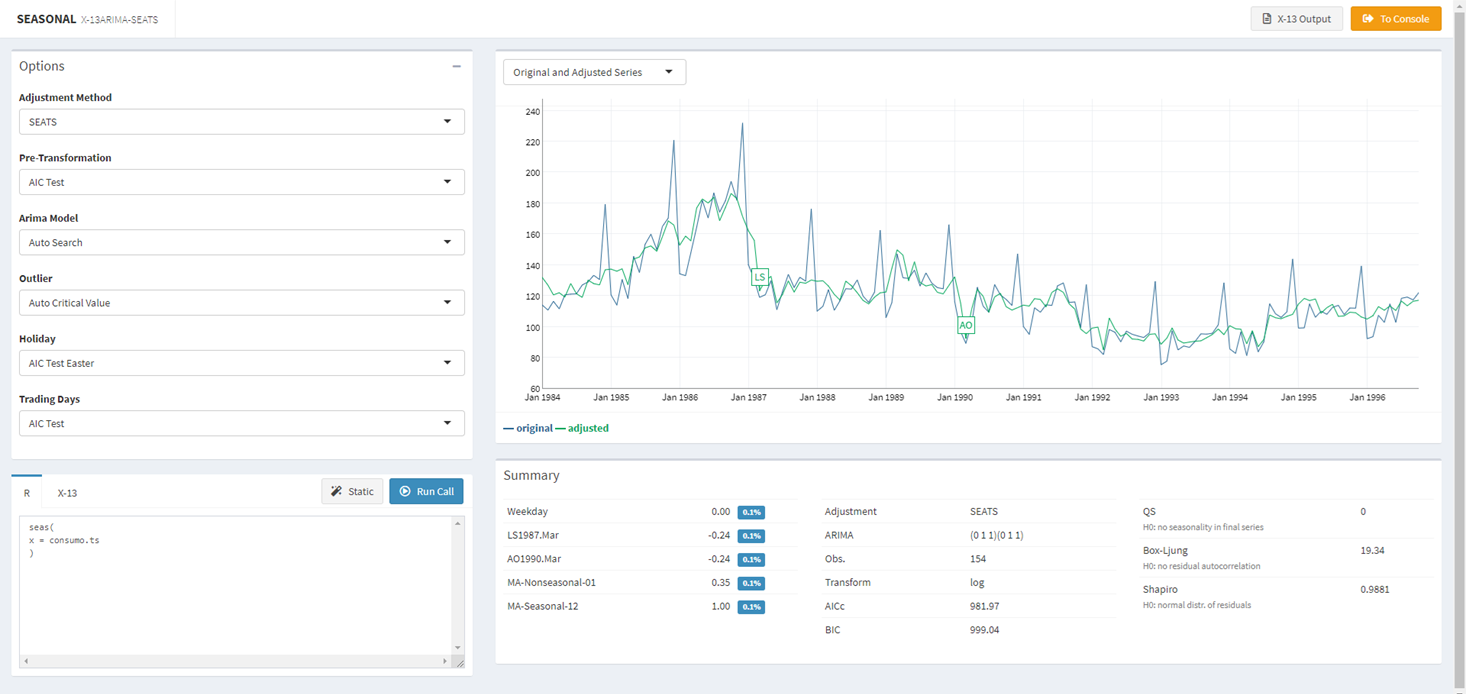 SEASONAL X-13ARIMA-SEATS
X-13 Output
To Console
Options
Adjustment Method
SEATS
Pre-Transformation
AIC Test
Arima Model
Auto Search
Outlier
Auto Critical Value
Holiday
AIC Test Easter
Trading Days
AIC Test
R X-13 Static Run Call
seas(
x = consumo.ts
)
Original and Adjusted Series
240
220
200
180
160
140
120
100
80
60
LS
AO
Jan 1984 Jan 1985 Jan 1986 Jan 1987 Jan 1988 Jan 1989 Jan 1990 Jan 1991 Jan 1992 Jan 1993 Jan 1994 Jan 1995 Jan 1996
original adjusted
Summary
Weekday 0.00 0.1%
LS1987.Mar -0.24 0.1%
AO1990.Mar -0.24 0.1%
MA-Nonseasonal-01 0.35 0.1%
MA-Seasonal-12 1.00 0.1%
Adjustment SEATS
ARIMA (0 1 1)(0 1 1)
Obs. 154
Transform log
AICc 981.97
BIC 999.04
QS 0
H0: no seasonality in final series
Box-Ljung 19.34
H0: no residual autocorrelation
Shapiro 0.9881
H0: normal distr. of residuals